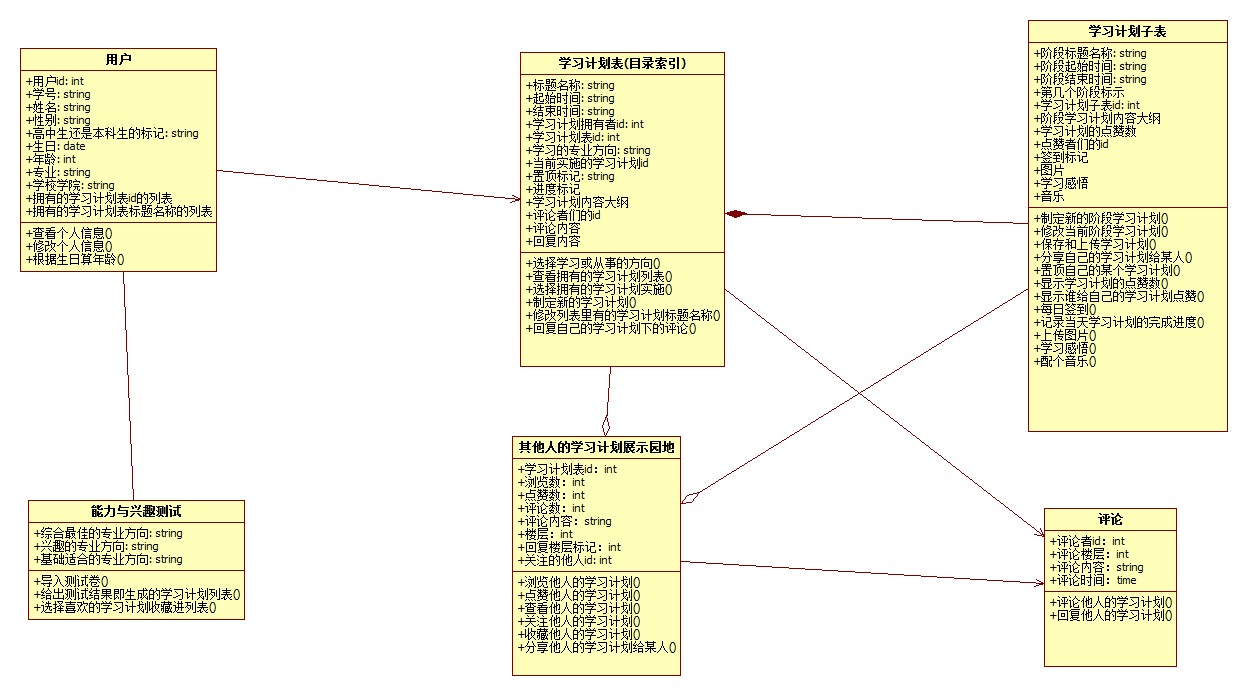 用户
+用户id: int
+学号: string
+姓名: string
+性别: string
+高中生还是本科生的标记: string
+生日: date
+年龄: int
+专业: string
+学校学院: string
+拥有的学习计划表id的列表
+拥有的学习计划表标题名称的列表
+查看个人信息()
+修改个人信息()
+根据生日算年龄()
学习计划表(目录索引)
+标题名称: string
+起始时间: string
+结束时间: string
+学习计划拥有者id: int
+学习计划表id: int
+学习的专业方向: string
+当前实施的学习计划id
+置顶标记: string
+进度标记
+学习计划内容大纲
+评论者们的id
+评论内容
+回复内容
+选择学习或从事的方向()
+查看拥有的学习计划列表()
+选择拥有的学习计划实施()
+制定新的学习计划()
+修改列表里有的学习计划标题名称()
+回复自己的学习计划下的评论()
学习计划子表
+阶段标题名称: string
+阶段起始时间: string
+阶段结束时间: string
+第几个阶段标示
+学习计划子表id: int
+阶段学习计划内容大纲
+学习计划的点赞数
+点赞者们的id
+签到标记
+图片
+学习感悟
+音乐
+制定新的阶段学习计划()
+修改当前阶段学习计划()
+保存和上传学习计划()
+分享自己的学习计划给某人()
+置顶自己的某个学习计划()
+显示学习计划的点赞数()
+显示谁给自己的学习计划点赞()
+每日签到()
+记录当天学习计划的完成进度()
+上传图片()
+学习感悟()
+配个音乐()
能力与兴趣测试
+综合最佳的专业方向: string
+兴趣的专业方向: string
+基础适合的专业方向: string
+导入测试卷()
+给出测试结果即生成的学习计划列表()
+选择喜欢的学习计划收藏进列表()
其他人的学习计划展示园地
+学习计划表id: int
+浏览数: int
+点赞数: int
+评论数: int
+评论内容: string
+楼层: int
+回复楼层标记: int
+关注的他人id: int
+浏览他人的学习计划()
+点赞他人的学习计划()
+查看他人的学习计划()
+关注他人的学习计划()
+收藏他人的学习计划()
+分享他人的学习计划给某人()
评论
+评论者id: int
+评论楼层: int
+评论内容: string
+评论时间: time
+评论他人的学习计划()
+回复他人的学习计划()